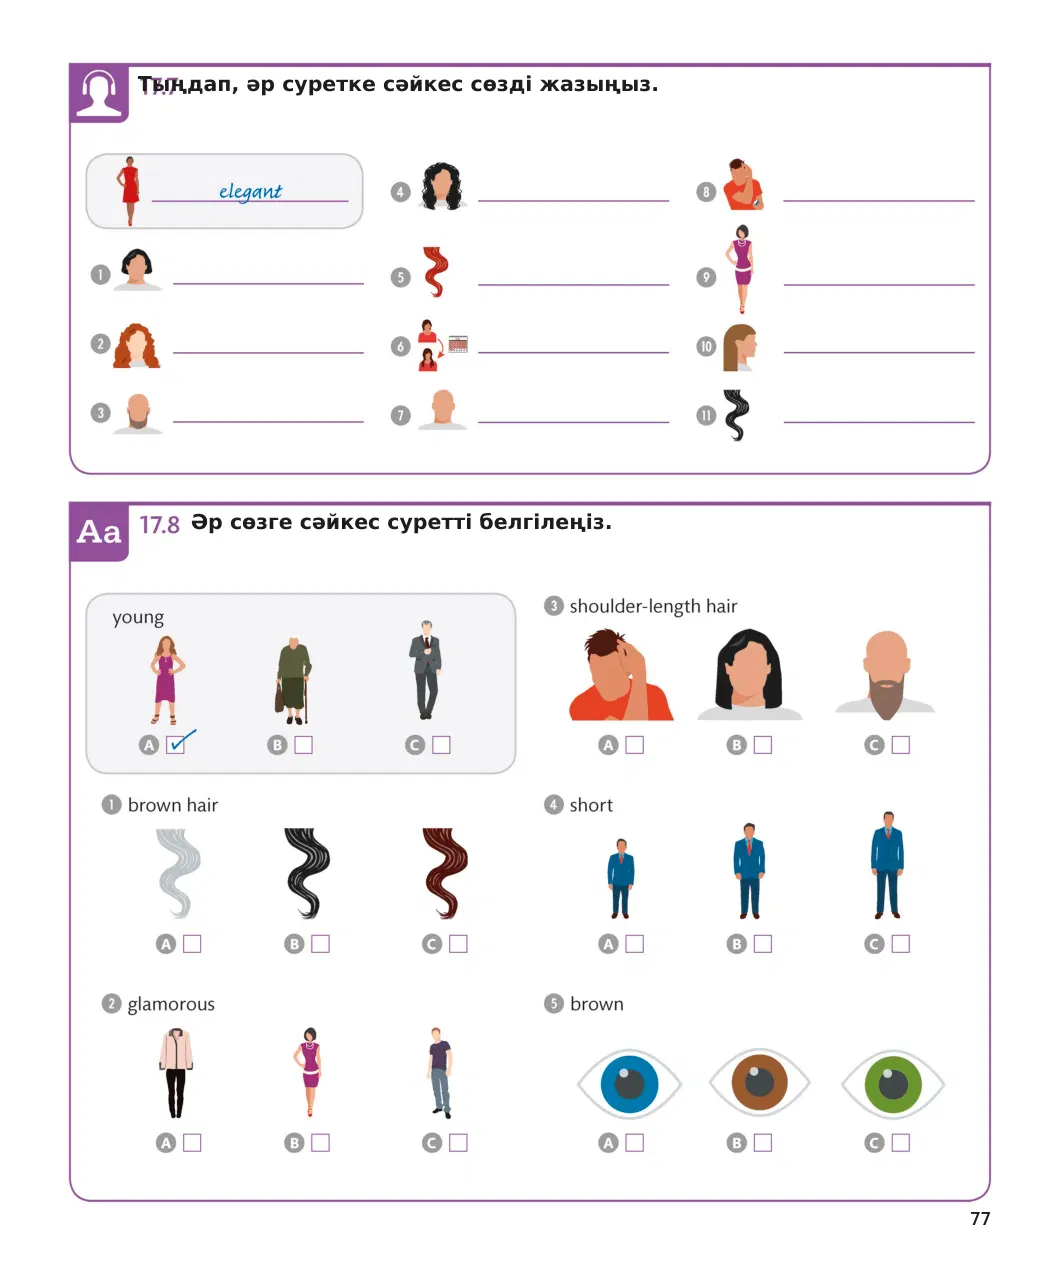 17.7 Тыңдап, әр суретке сәйкес сөзді жазыңыз.
elegant
1
2
3
4
5
6
7
8
9
10
11
Aa 17.8 Әр сөзге сәйкес суретті белгілеңіз.
young
A B C
1 brown hair
A B C
2 glamorous
A B C
3 shoulder-length hair
A B C
4 short
A B C
5 brown
A B C
77